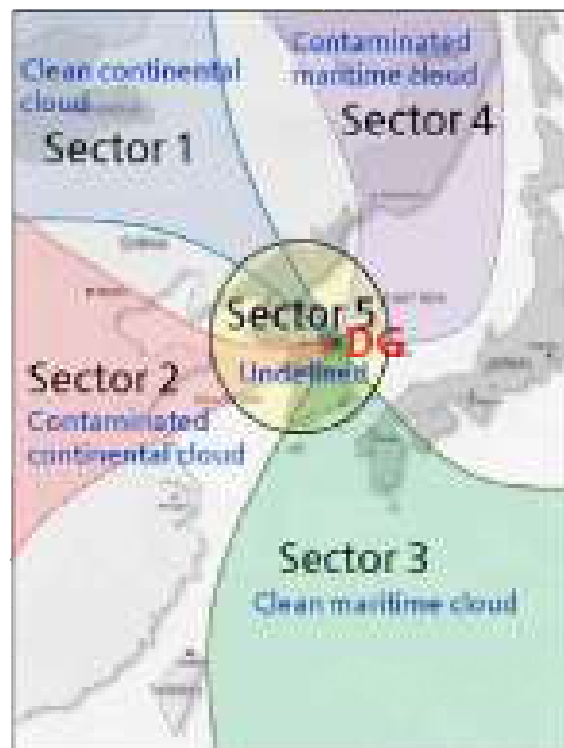 Clean continental
cloud
Sector 1
Contaminated
maritime cloud
Sector 4
Sector 5
DG
Undefined
Sector 2
Contaminated
continental cloud
Sector 3
Clean maritime cloud